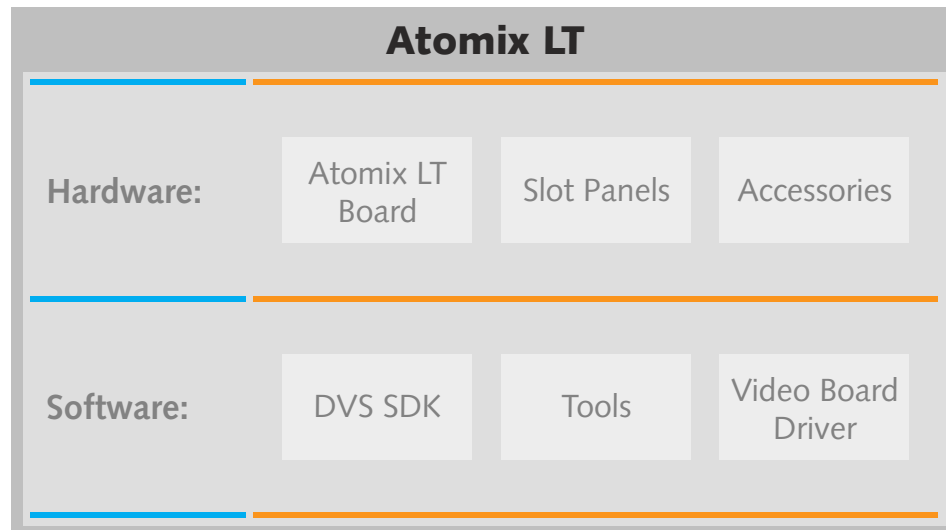 Atomix LT
Hardware:
Atomix LT
Board
Slot Panels
Accessories
Software:
DVS SDK
Tools
Video Board
Driver